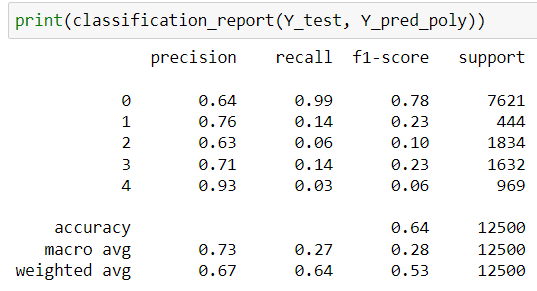 print(classification_report(Y_test, Y_pred_poly))
precision recall f1-score support
0 0.64 0.99 0.78 7621
1 0.76 0.14 0.23 444
2 0.63 0.06 0.10 1834
3 0.71 0.14 0.23 1632
4 0.93 0.03 0.06 969
accuracy 0.64 12500
macro avg 0.73 0.27 0.28 12500
weighted avg 0.67 0.64 0.53 12500